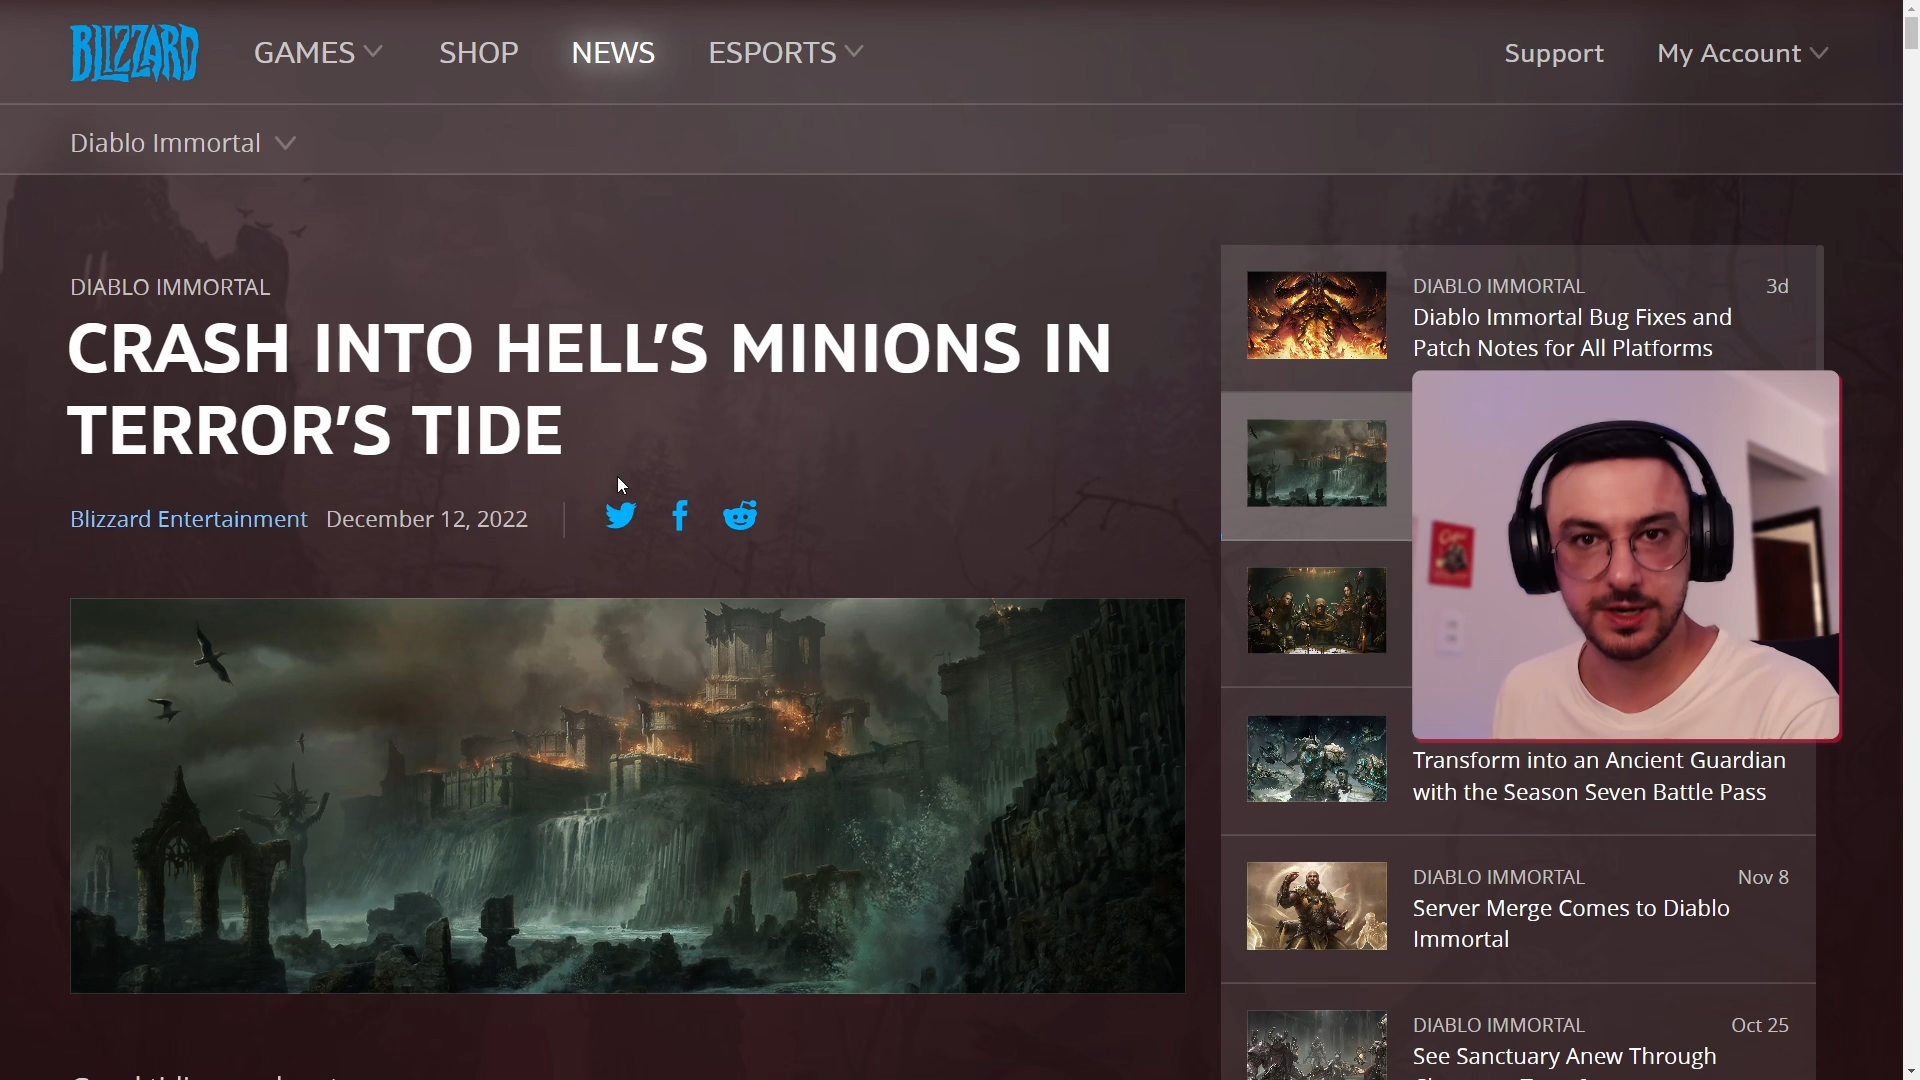 BLIZZARD
GAMES
SHOP
NEWS
ESPORTS
Support
My Account
Diablo Immortal
DIABLO IMMORTAL
CRASH INTO HELL’S MINIONS IN
TERROR’S TIDE
Blizzard Entertainment
December 12, 2022
DIABLO IMMORTAL
3d
Diablo Immortal Bug Fixes and
Patch Notes for All Platforms
Transform into an Ancient Guardian
with the Season Seven Battle Pass
DIABLO IMMORTAL
Nov 8
Server Merge Comes to Diablo
Immortal
DIABLO IMMORTAL
Oct 25
See Sanctuary Anew Through